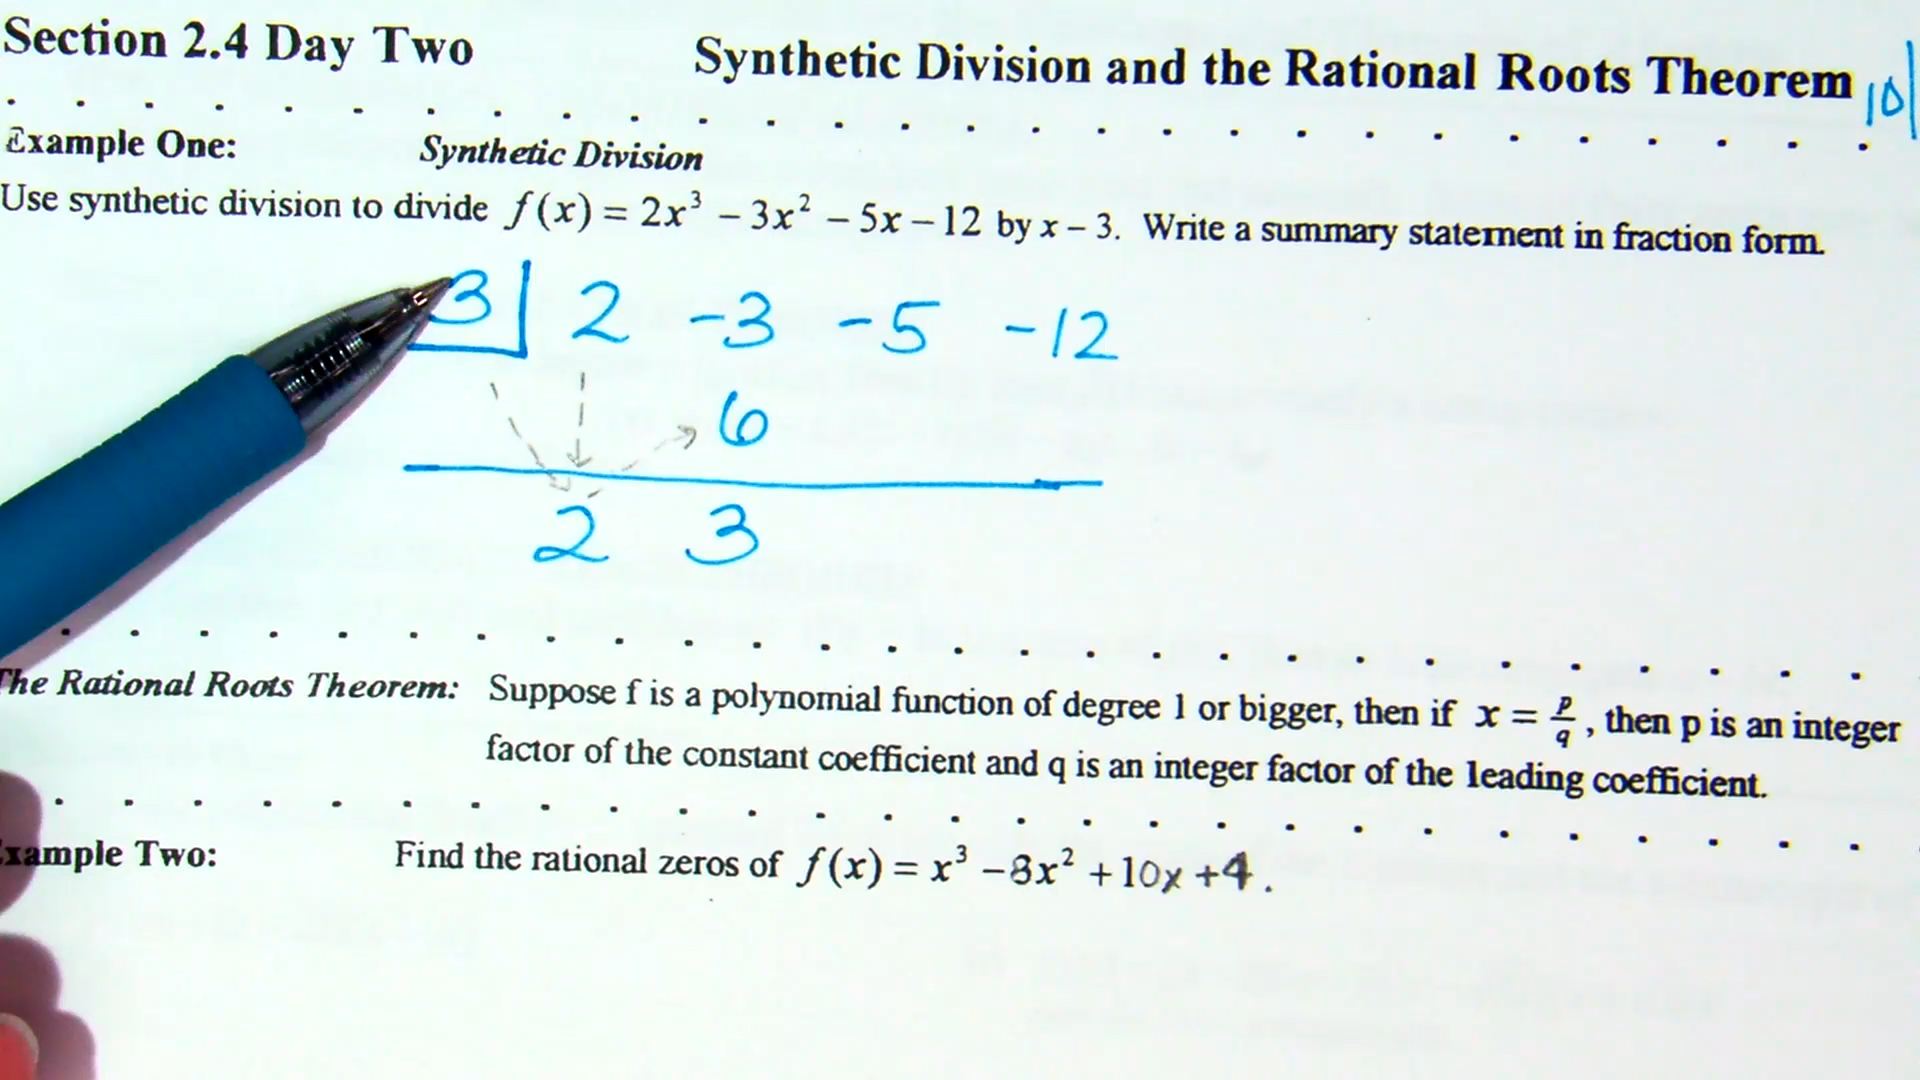 Section 2.4 Day Two Synthetic Division and the Rational Roots Theorem 10
Example One: Synthetic Division
Use synthetic division to divide f(x) = 2x³ – 3x² – 5x – 12 by x – 3. Write a summary statement in fraction form.
3 2 -3 -5 -12
6
2 3
The Rational Roots Theorem: Suppose f is a polynomial function of degree 1 or bigger, then if x = p/q, then p is an integer
factor of the constant coefficient and q is an integer factor of the leading coefficient.
xample Two: Find the rational zeros of f(x) = x³ – 8x² + 10x + 4.